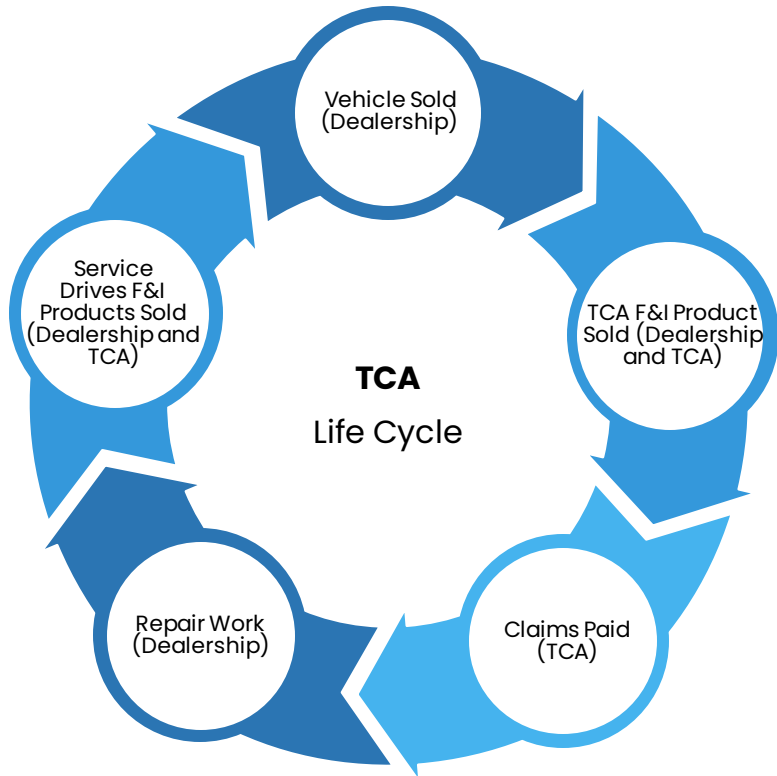 Vehicle Sold
(Dealership)
TCA F&I Product
Sold (Dealership
and TCA)
Claims Paid
(TCA)
Repair Work
(Dealership)
Service
Drives F&I
Products Sold
(Dealership and
TCA)
TCA
Life Cycle